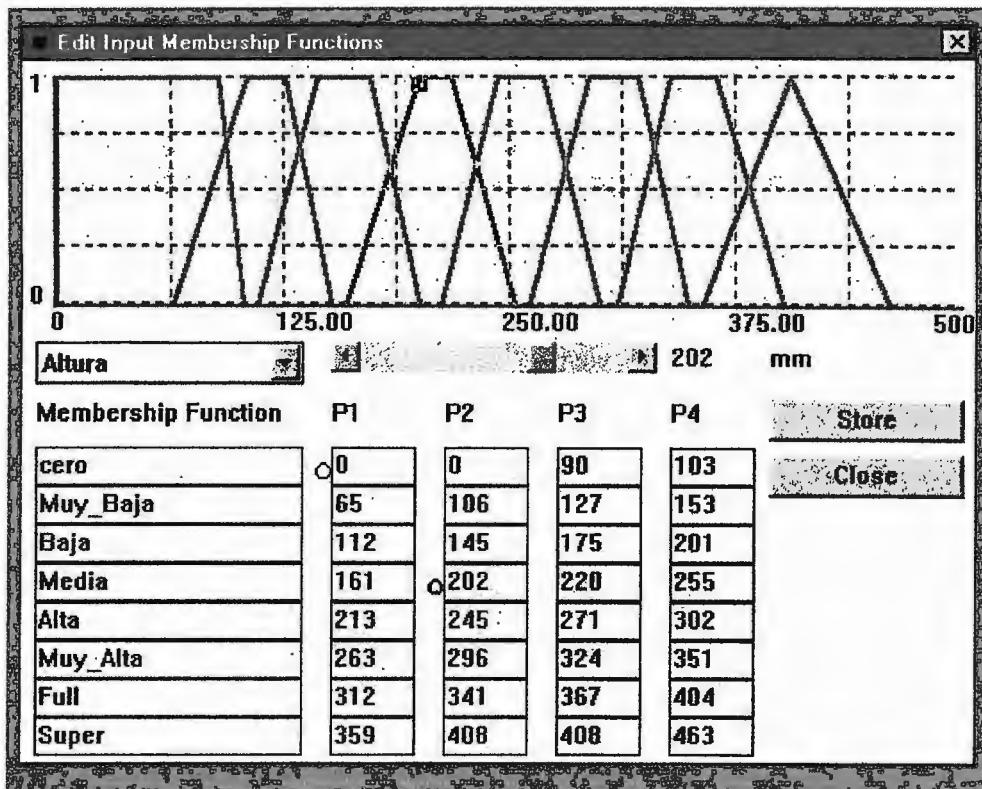 Edit Input Membership Functions
1
0
0 125.00 250.00 375.00 500
Altura 202 mm
Membership Function P1 P2 P3 P4 Store
cero 0 0 90 103 Close
Muy_Baja 65 106 127 153
Baja 112 145 175 201
Media 161 202 220 255
Alta 213 245 271 302
Muy_Alta 263 296 324 351
Full 312 341 367 404
Super 359 408 408 463